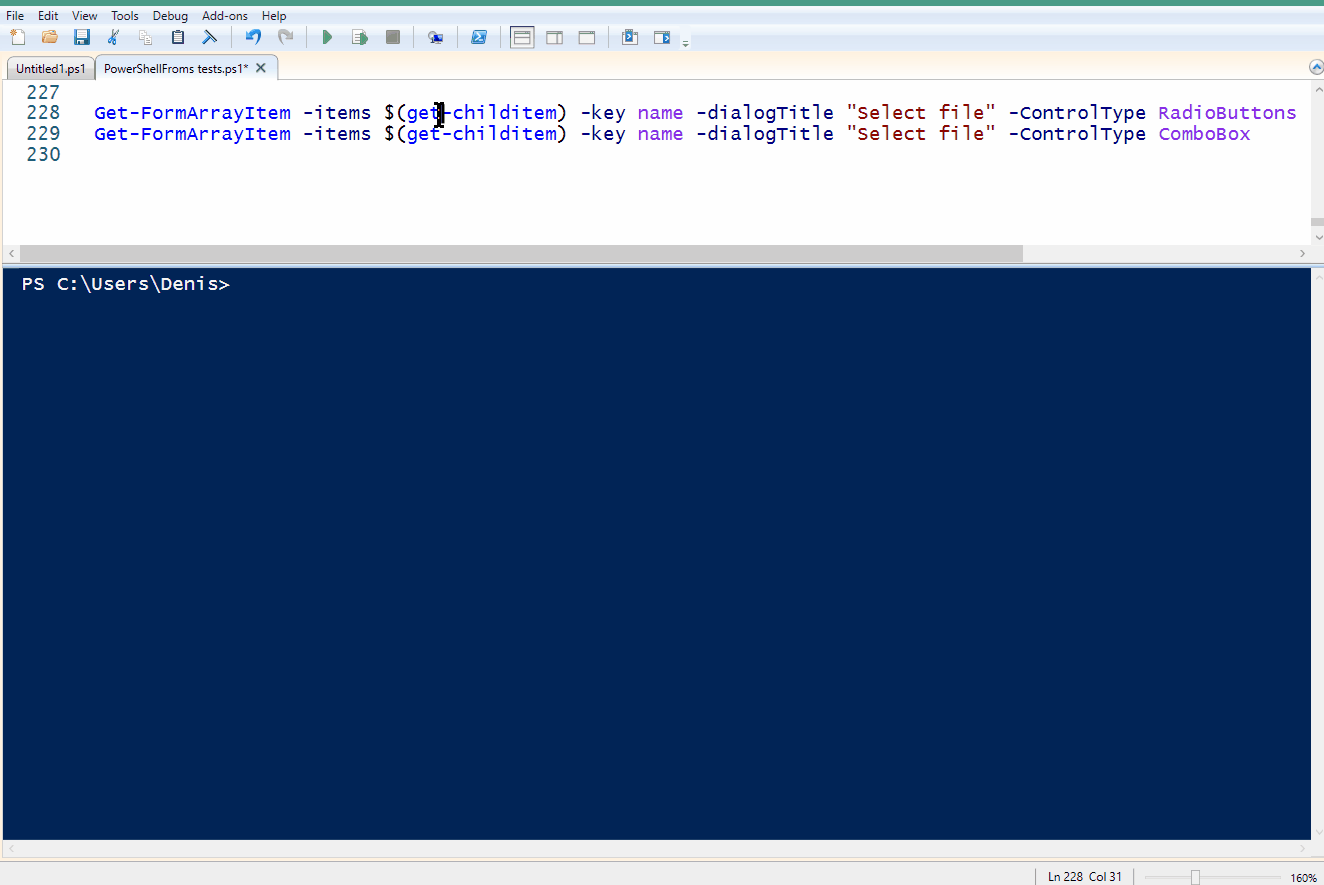 File Edit View Tools Debug Add-ons Help
Untitled1.ps1 PowerShellFroms tests.ps1*
227
228 Get-FormArrayItem -items $(get-childitem) -key name -dialogTitle "Select file" -ControlType RadioButtons
229 Get-FormArrayItem -items $(get-childitem) -key name -dialogTitle "Select file" -ControlType ComboBox
230
PS C:\Users\Denis>
Ln 228 Col 31 160%